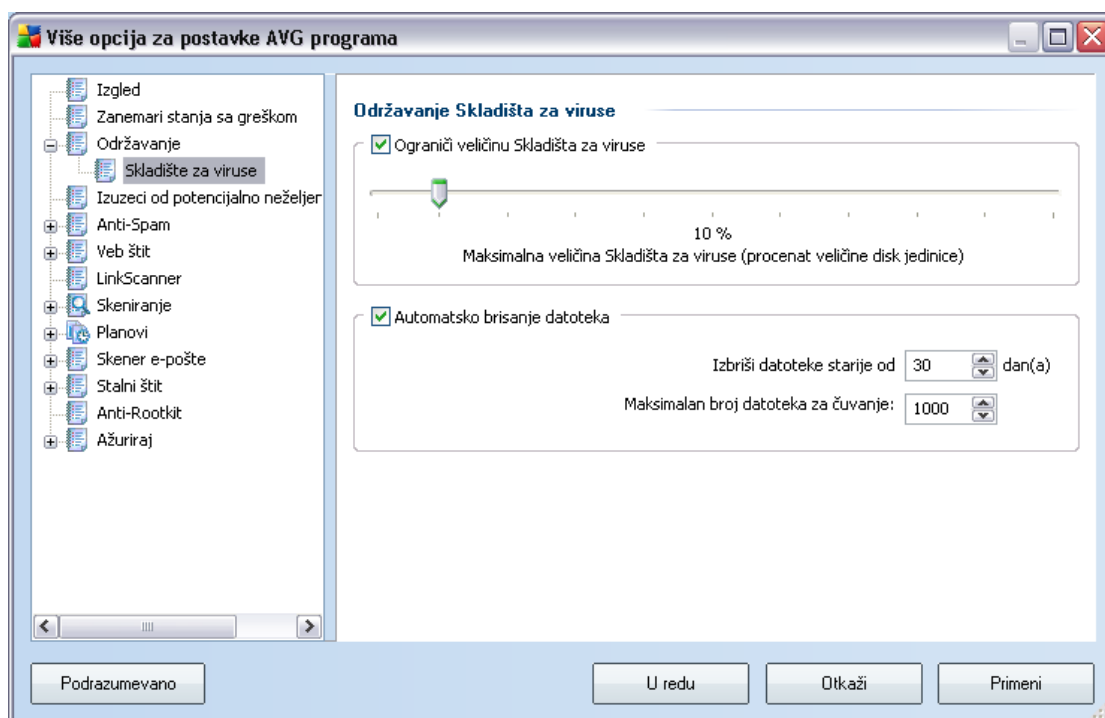 Više opcija za postavke AVG programa
Izgled
Zanemari stanja sa greškom
Održavanje
Skladište za viruse
Izuzeci od potencijalno neželjer
Anti-Spam
Veb štit
LinkScanner
Skeniranje
Planovi
Skener e-pošte
Stalni štit
Anti-Rootkit
Ažuriraj
Održavanje Skladišta za viruse
Ograniči veličinu Skladišta za viruse
10 %
Maksimalna veličina Skladišta za viruse (procenat veličine disk jedinice)
Automatsko brisanje datoteka
Izbriši datoteke starije od 30 dan(a)
Maksimalan broj datoteka za čuvanje: 1000
Podrazumevano U redu Otkaži Primeni